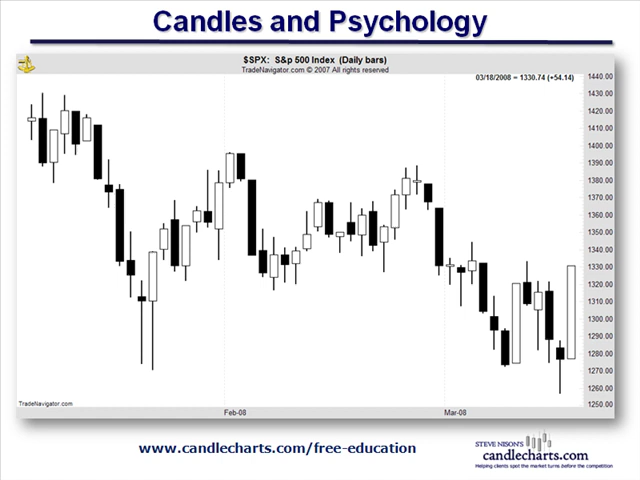 Candles and Psychology
$SPX: S&p 500 Index (Daily bars)
TradeNavigator.com © 2007 All rights reserved
03/18/2008 = 1330.74 (+54.14)
1440.00
1430.00
1420.00
1410.00
1400.00
1390.00
1380.00
1370.00
1360.00
1350.00
1340.00
1330.00
1320.00
1310.00
1300.00
1290.00
1280.00
1270.00
1260.00
1250.00
TradeNavigator.com
Feb-08
Mar-08
www.candlecharts.com/free-education
STEVE NISON'S
candlecharts.com
Helping clients spot the market turns before the competition